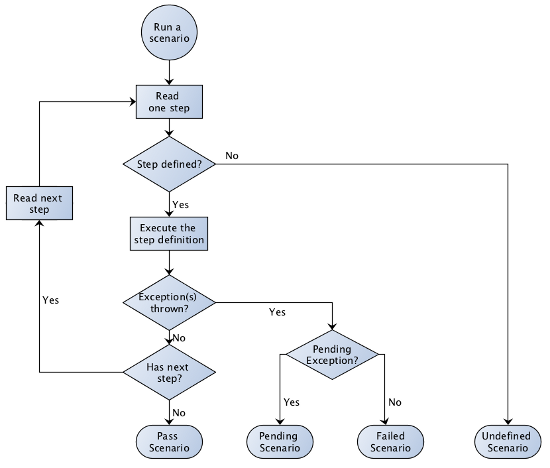 Run a
scenario
Read
one step
Step defined?
No
Yes
Read next
step
Execute the
step definition
Exception(s)
thrown?
Yes
Yes
No
Pending
Exception?
Has next
step?
Yes
No
No
Pass
Scenario
Pending
Scenario
Failed
Scenario
Undefined
Scenario